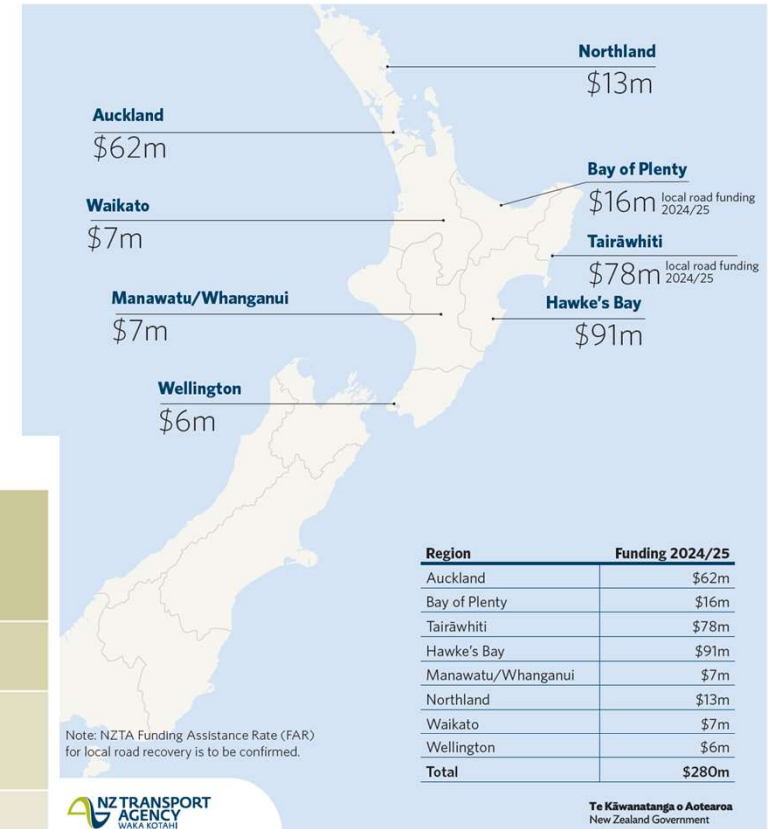 Northland
$13m
Auckland
$62m
Bay of Plenty
$16m local road funding
2024/25
Waikato
$7m
Tairāwhiti
$78m local road funding
2024/25
Manawatu/Whanganui
$7m
Hawke's Bay
$91m
Wellington
$6m
Region Funding 2024/25
Auckland $62m
Bay of Plenty $16m
Tairāwhiti $78m
Hawke's Bay $91m
Manawatu/Whanganui $7m
Northland $13m
Waikato $7m
Wellington $6m
Total $280m
Note: NZTA Funding Assistance Rate (FAR)
for local road recovery is to be confirmed.
NZ TRANSPORT
AGENCY
WAKA KOTAHI
Te Kāwanatanga o Aotearoa
New Zealand Government